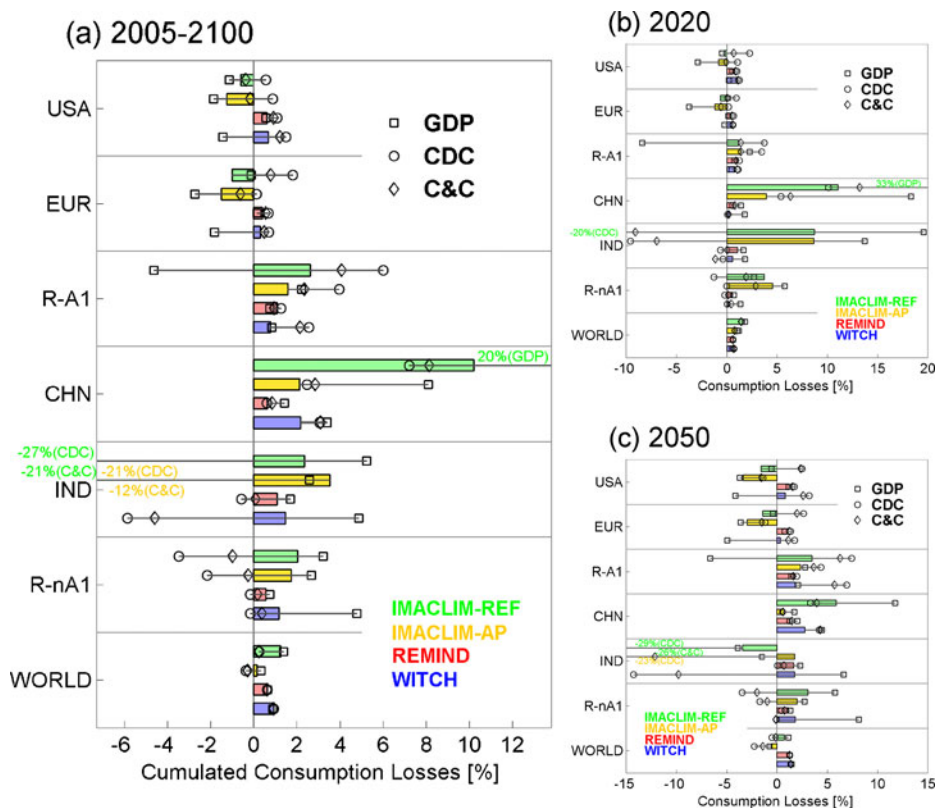 (a) 2005-2100
USA
EUR
R-A1
CHN
IND
R-nA1
WORLD
GDP
CDC
C&C
20%(GDP)
-27%(CDC)
-21%(C&C)
-21%(CDC)
-12%(C&C)
IMACLIM-REF
IMACLIM-AP
REMIND
WITCH
-6 -4 -2 0 2 4 6 8 10 12
Cumulated Consumption Losses [%]
(b) 2020
USA
EUR
R-A1
CHN
IND
R-nA1
WORLD
GDP
CDC
C&C
33%(GDP)
-20%(CDC)
IMACLIM-REF
IMACLIM-AP
REMIND
WITCH
-10 -5 0 5 10 15 20
Consumption Losses [%]
(c) 2050
USA
EUR
R-A1
CHN
IND
R-nA1
WORLD
GDP
CDC
C&C
-29%(CDC)
-26%(C&C)
-23%(CDC)
IMACLIM-REF
IMACLIM-AP
REMIND
WITCH
-15 -10 -5 0 5 10 15
Consumption Losses [%]